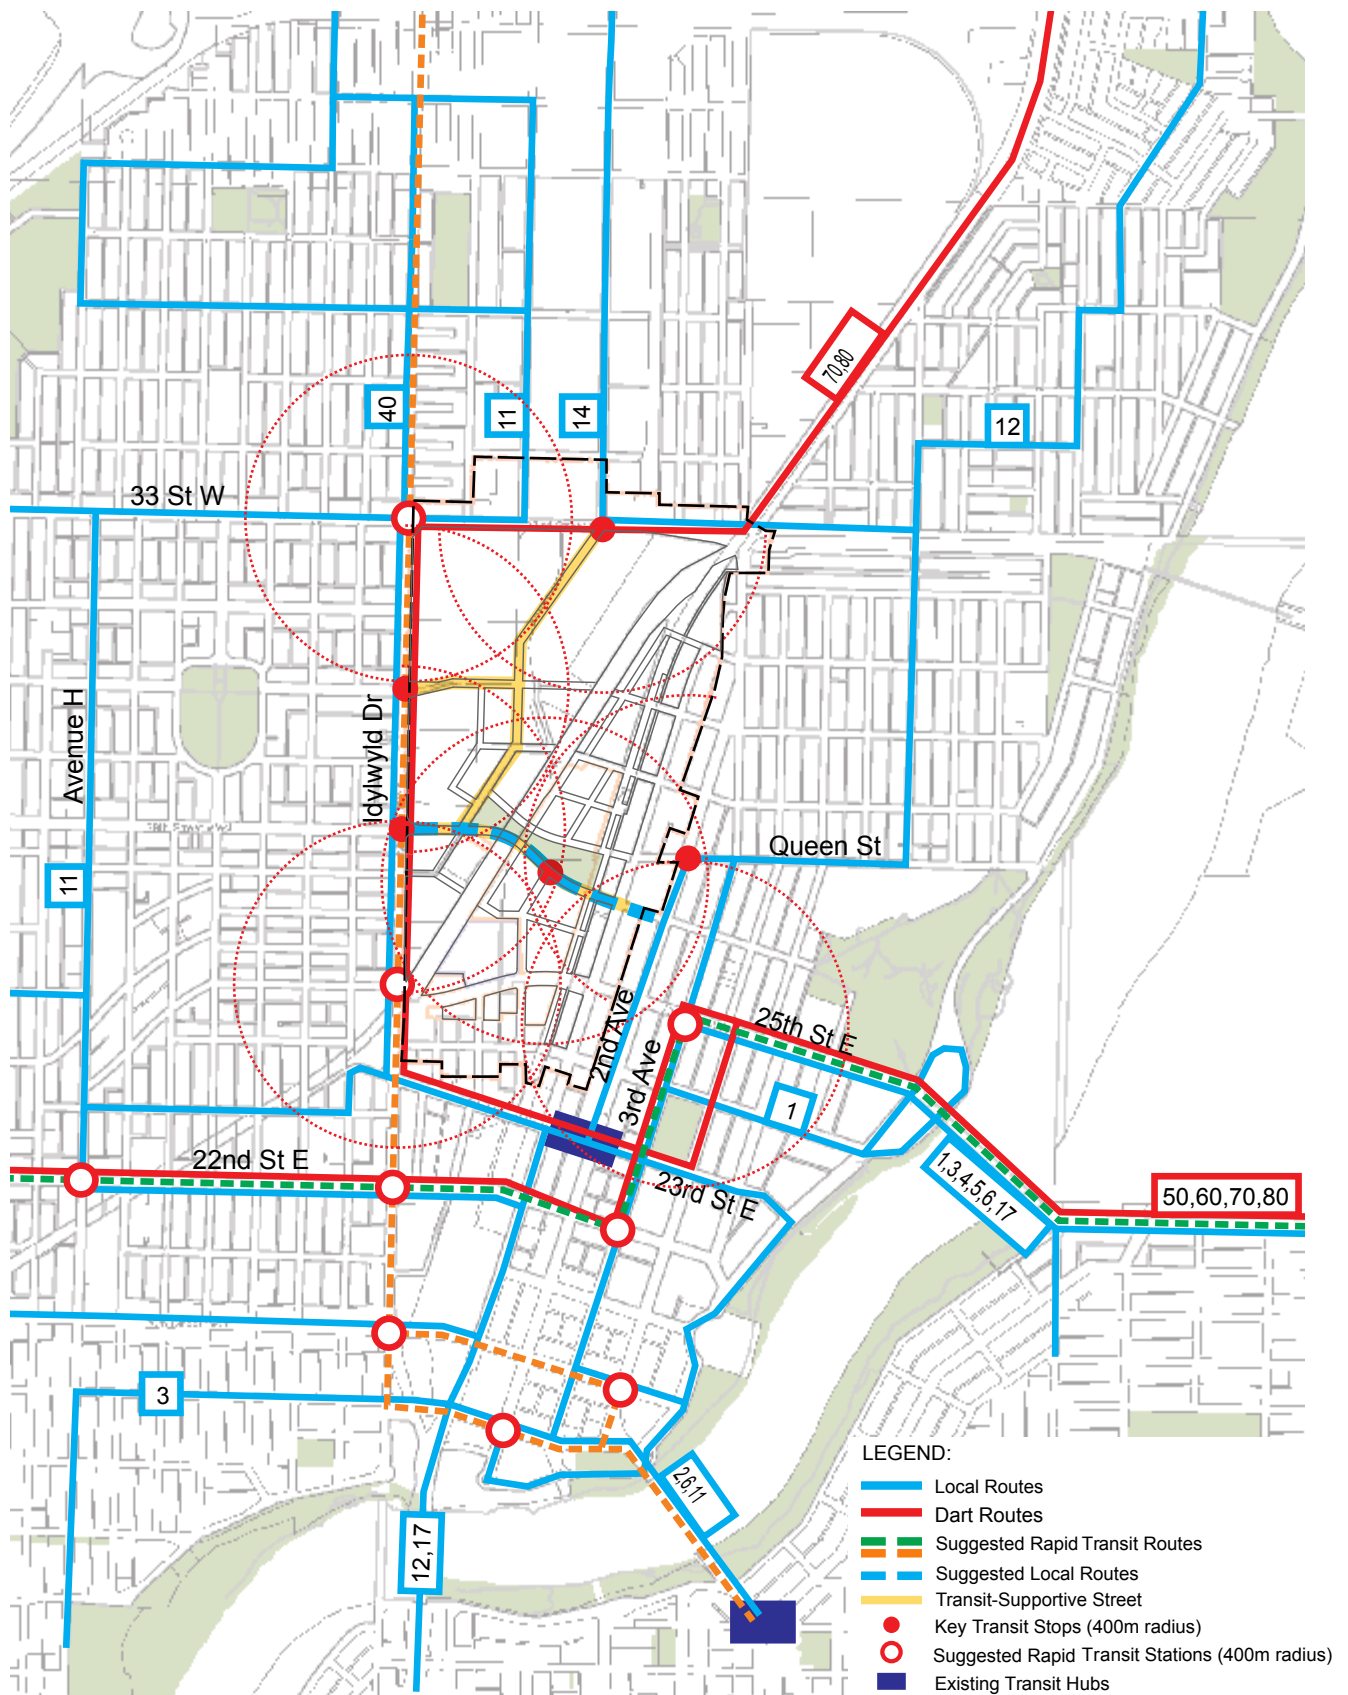 70,80
40
11
14
12
33 St W
Avenue H
Idylwyld Dr
11
Queen St
2nd Ave
25th St E
3rd Ave
1
22nd St E
23rd St E
1,3,4,5,6,17
50,60,70,80
3
2,6,11
12,17
LEGEND:
Local Routes
Dart Routes
Suggested Rapid Transit Routes
Suggested Local Routes
Transit-Supportive Street
Key Transit Stops (400m radius)
Suggested Rapid Transit Stations (400m radius)
Existing Transit Hubs